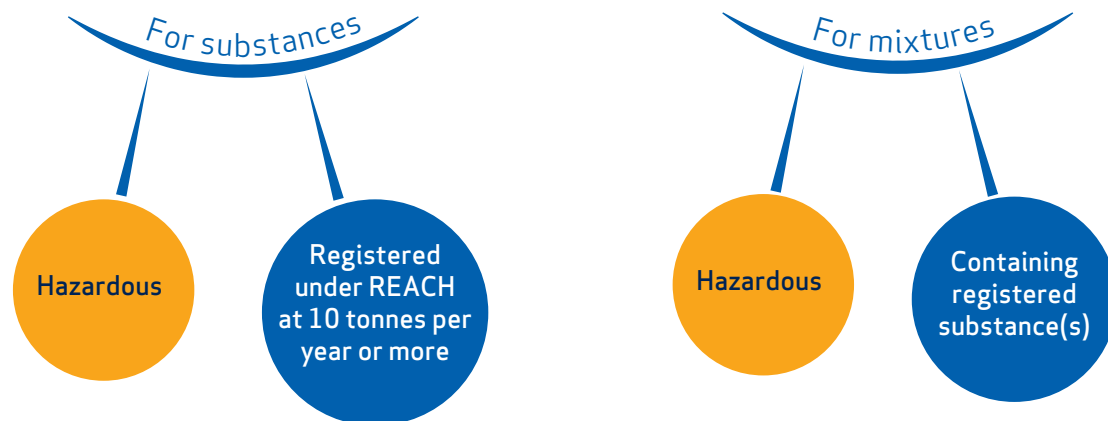 For substances
Hazardous
Registered
under REACH
at 10 tonnes per
year or more
For mixtures
Hazardous
Containing
registered
substance(s)